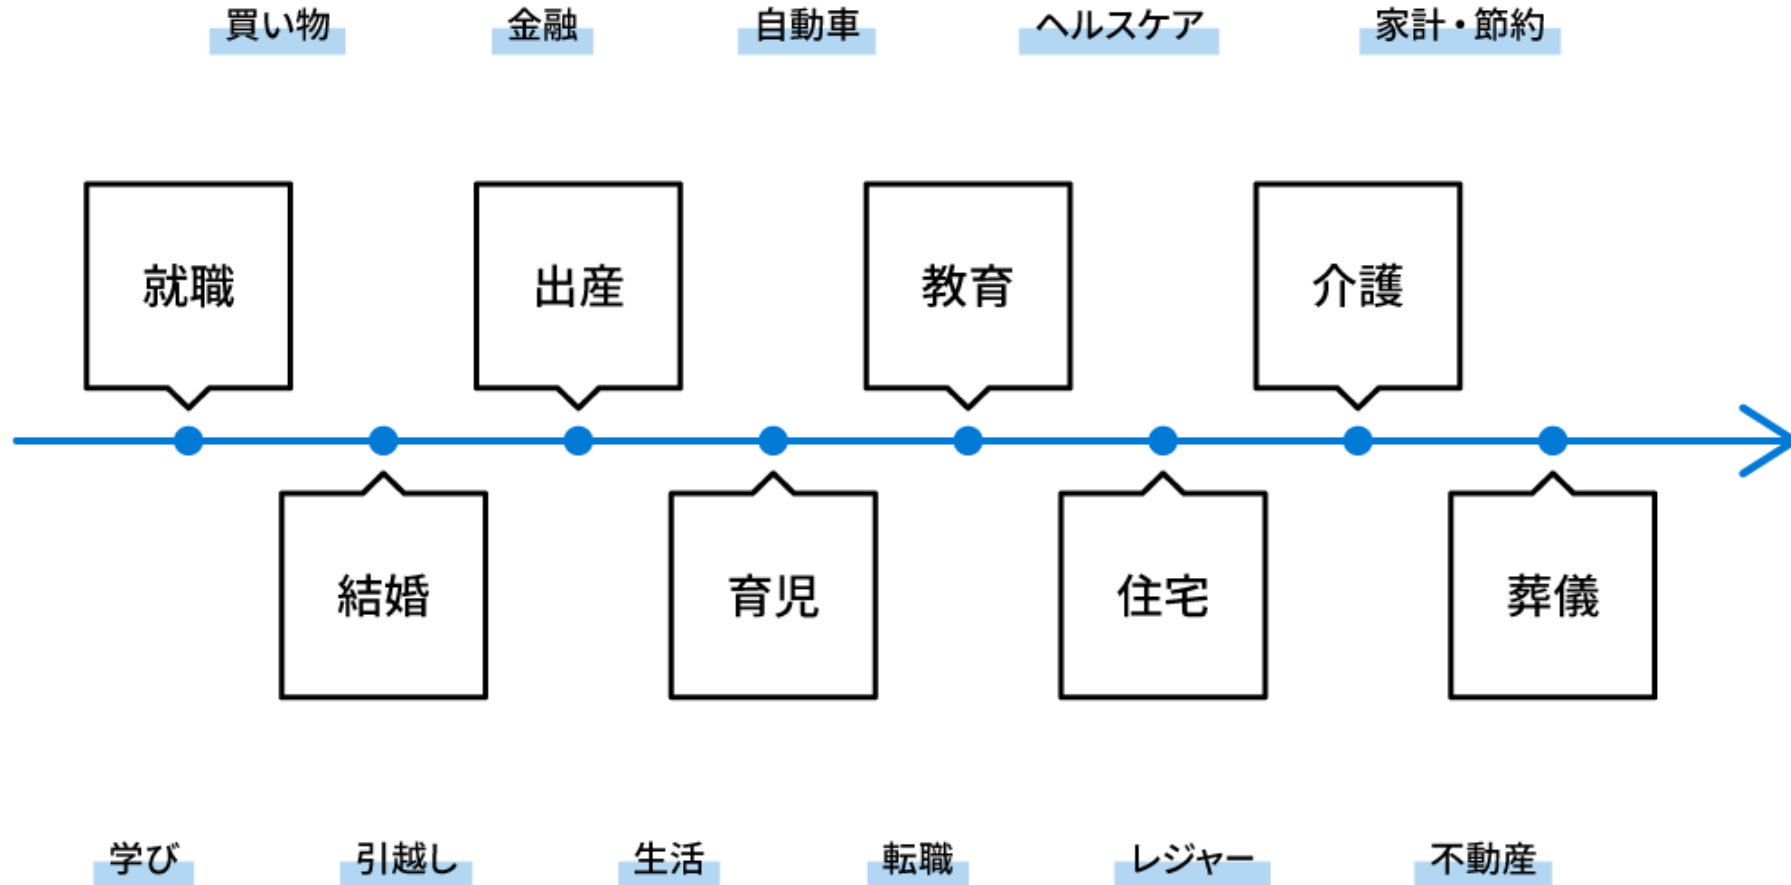 買い物
金融
自動車
ヘルスケア
家計・節約
就職
出産
教育
介護
結婚
育児
住宅
葬儀
学び
引越し
生活
転職
レジャー
不動産